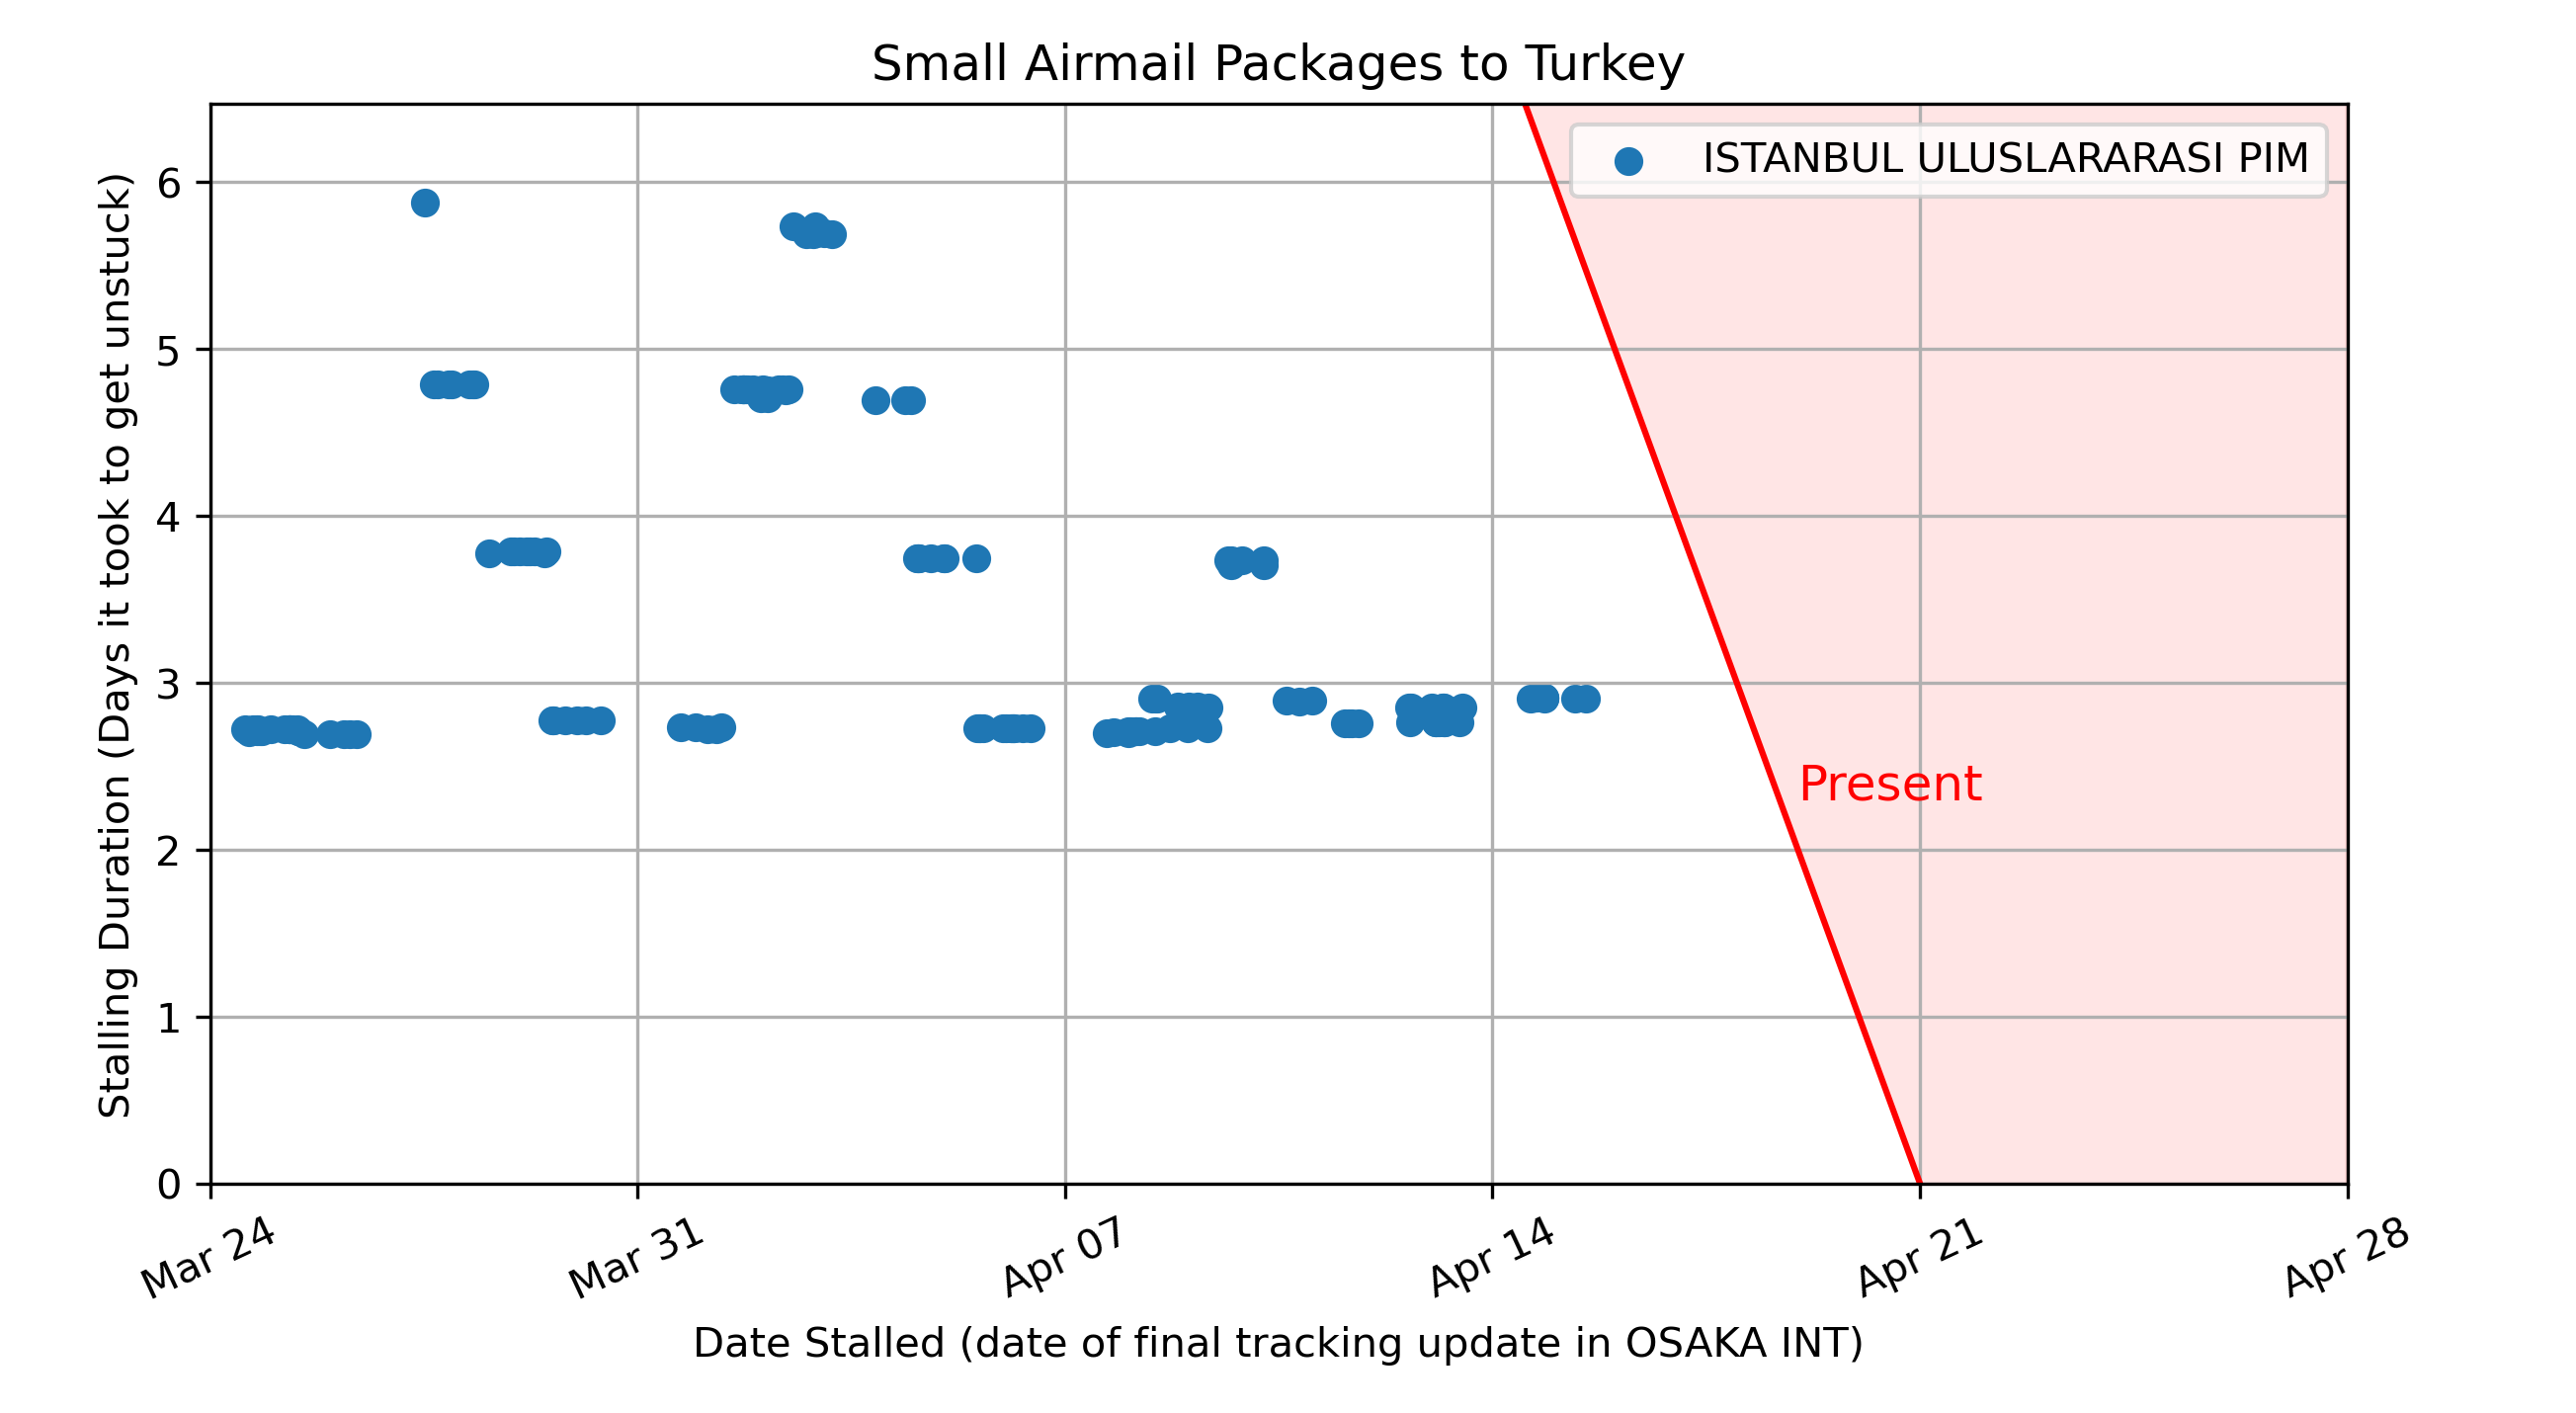 Small Airmail Packages to Turkey
ISTANBUL ULUSLARARASI PIM
Stalling Duration (Days it took to get unstuck)
6
5
4
3
2
1
0
Present
Mar 24
Mar 31
Apr 07
Apr 14
Apr 21
Apr 28
Date Stalled (date of final tracking update in OSAKA INT)